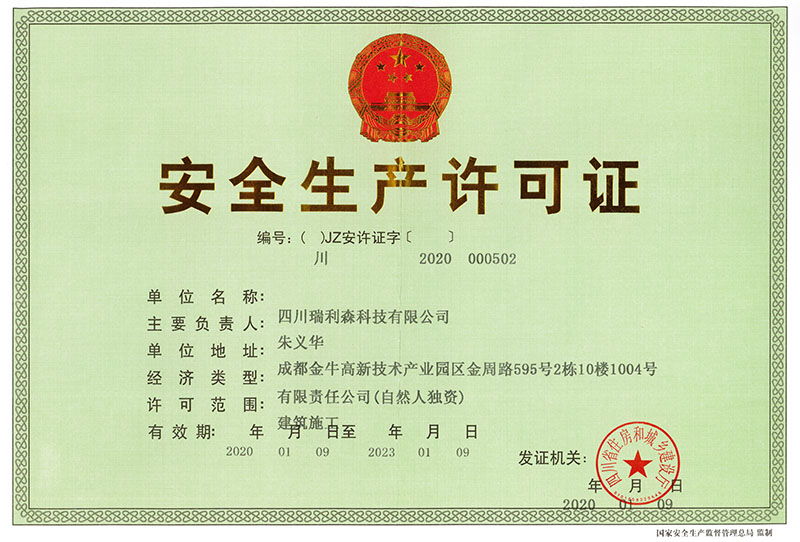 安全生产许可证
编号:( )JZ安许证字〔 〕
川 2020 000502
单位名称:
四川瑞利森科技有限公司
主要负责人:
朱义华
单位地址:
成都金牛高新技术产业园区金周路595号2栋10楼1004号
经济类型:
有限责任公司(自然人独资)
许可范围:
建筑施工
有效期: 年 月 日至 年 月 日
2020 01 09 2023 01 09
发证机关:
四川省住房和城乡建设厅
年 月 日
2020 01 09
国家安全生产监督管理总局 监制